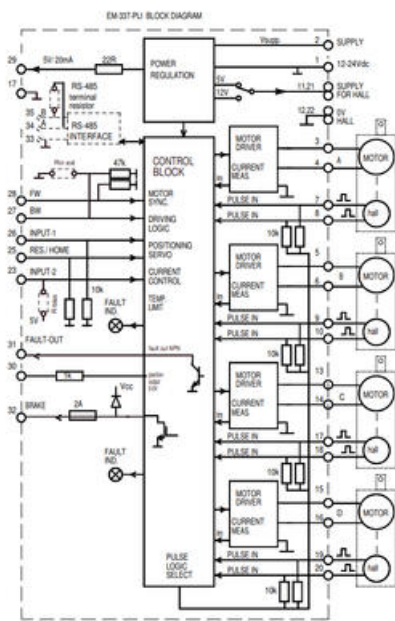 EM-337-PLI BLOCK DIAGRAM
29
5V/ 20mA
22R
POWER
REGULATION
Vsupp.
2
SUPPLY
1
12-24Vdc
5V
12V
11,21
SUPPLY
FOR HALL
12,22
0V
HALL
17
RS-485
terminal
resistor
35
B
34
A
33
RS-485
INTERFACE
47k
CONTROL
BLOCK
MOTOR
SYNC.
DRIVING
LOGIC
POSITIONING
SERVO
CURRENT
CONTROL
TEMP.
LIMIT
28
FW
27
BW
26
INPUT-1
25
RES./ HOME
23
INPUT-2
10k
5V
FAULT
IND.
31
FAULT-OUT
fault out NPN
30
1k
32
BRAKE
2A
Vcc
FAULT
IND.
PULSE
LOGIC
SELECT
MOTOR
DRIVER
CURRENT
MEAS.
3
4
A
MOTOR
PULSE IN
7
PULSE IN
8
hall
10k
MOTOR
DRIVER
CURRENT
MEAS.
5
6
B
MOTOR
PULSE IN
9
PULSE IN
10
hall
10k
MOTOR
DRIVER
CURRENT
MEAS
13
14
C
MOTOR
PULSE IN
17
PULSE IN
18
hall
10k
MOTOR
DRIVER
CURRENT
MEAS
15
16
D
MOTOR
PULSE IN
19
PULSE IN
20
hall
10k